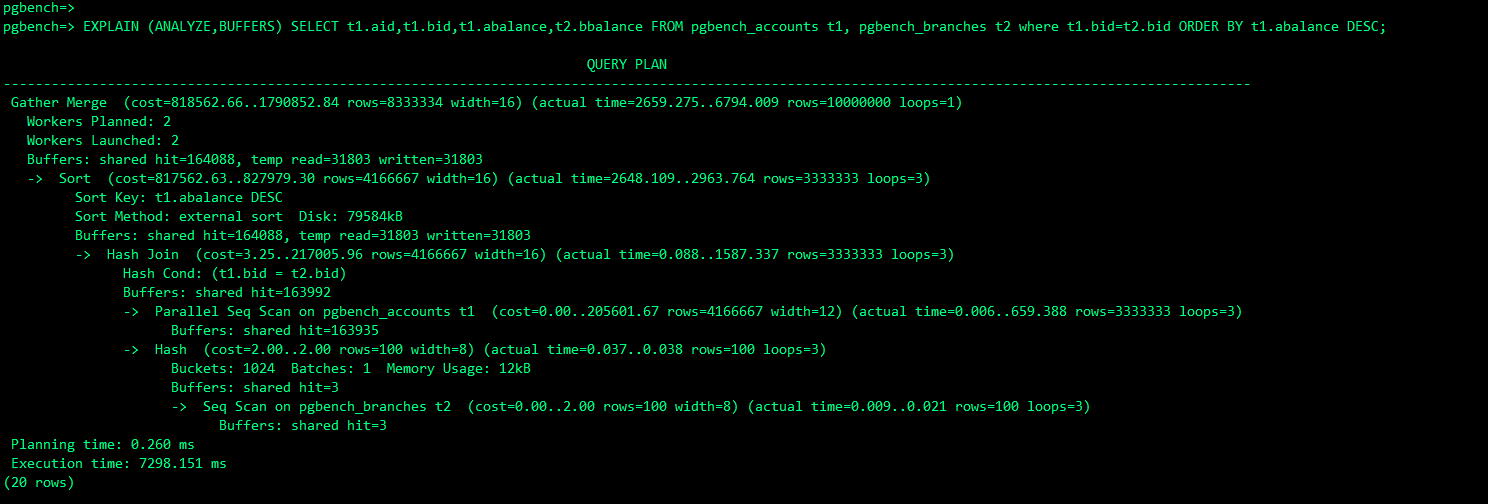 pgbench=>
pgbench=> EXPLAIN (ANALYZE,BUFFERS) SELECT t1.aid,t1.bid,t1.abalance,t2.bbalance FROM pgbench_accounts t1, pgbench_branches t2 where t1.bid=t2.bid ORDER BY t1.abalance DESC;
QUERY PLAN
-----------------------------------------------------------------------------------------------------------------------------------------------------------
Gather Merge  (cost=818562.66..1790852.84 rows=8333334 width=16) (actual time=2659.275..6794.009 rows=10000000 loops=1)
  Workers Planned: 2
  Workers Launched: 2
  Buffers: shared hit=164088, temp read=31803 written=31803
  ->  Sort  (cost=817562.63..827979.30 rows=4166667 width=16) (actual time=2648.109..2963.764 rows=3333333 loops=3)
        Sort Key: t1.abalance DESC
        Sort Method: external sort  Disk: 79584kB
        Buffers: shared hit=164088, temp read=31803 written=31803
        ->  Hash Join  (cost=3.25..217005.96 rows=4166667 width=16) (actual time=0.088..1587.337 rows=3333333 loops=3)
              Hash Cond: (t1.bid = t2.bid)
              Buffers: shared hit=163992
              ->  Parallel Seq Scan on pgbench_accounts t1  (cost=0.00..205601.67 rows=4166667 width=12) (actual time=0.006..659.388 rows=3333333 loops=3)
                    Buffers: shared hit=163935
              ->  Hash  (cost=2.00..2.00 rows=100 width=8) (actual time=0.037..0.038 rows=100 loops=3)
                    Buckets: 1024  Batches: 1  Memory Usage: 12kB
                    Buffers: shared hit=3
                    ->  Seq Scan on pgbench_branches t2  (cost=0.00..2.00 rows=100 width=8) (actual time=0.009..0.021 rows=100 loops=3)
                          Buffers: shared hit=3
Planning time: 0.260 ms
Execution time: 7298.151 ms
(20 rows)